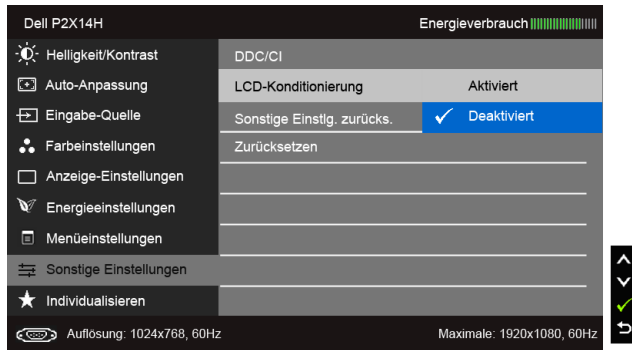 Dell P2X14H
Energieverbrauch
Helligkeit/Kontrast
Auto-Anpassung
Eingabe-Quelle
Farbeinstellungen
Anzeige-Einstellungen
Energieeinstellungen
Menüeinstellungen
Sonstige Einstellungen
Individualisieren
DDC/CI
LCD-Konditionierung
Aktiviert
Sonstige Einstlg. zurücks.
Deaktiviert
Zurücksetzen
Auflösung: 1024x768, 60Hz
Maximale: 1920x1080, 60Hz